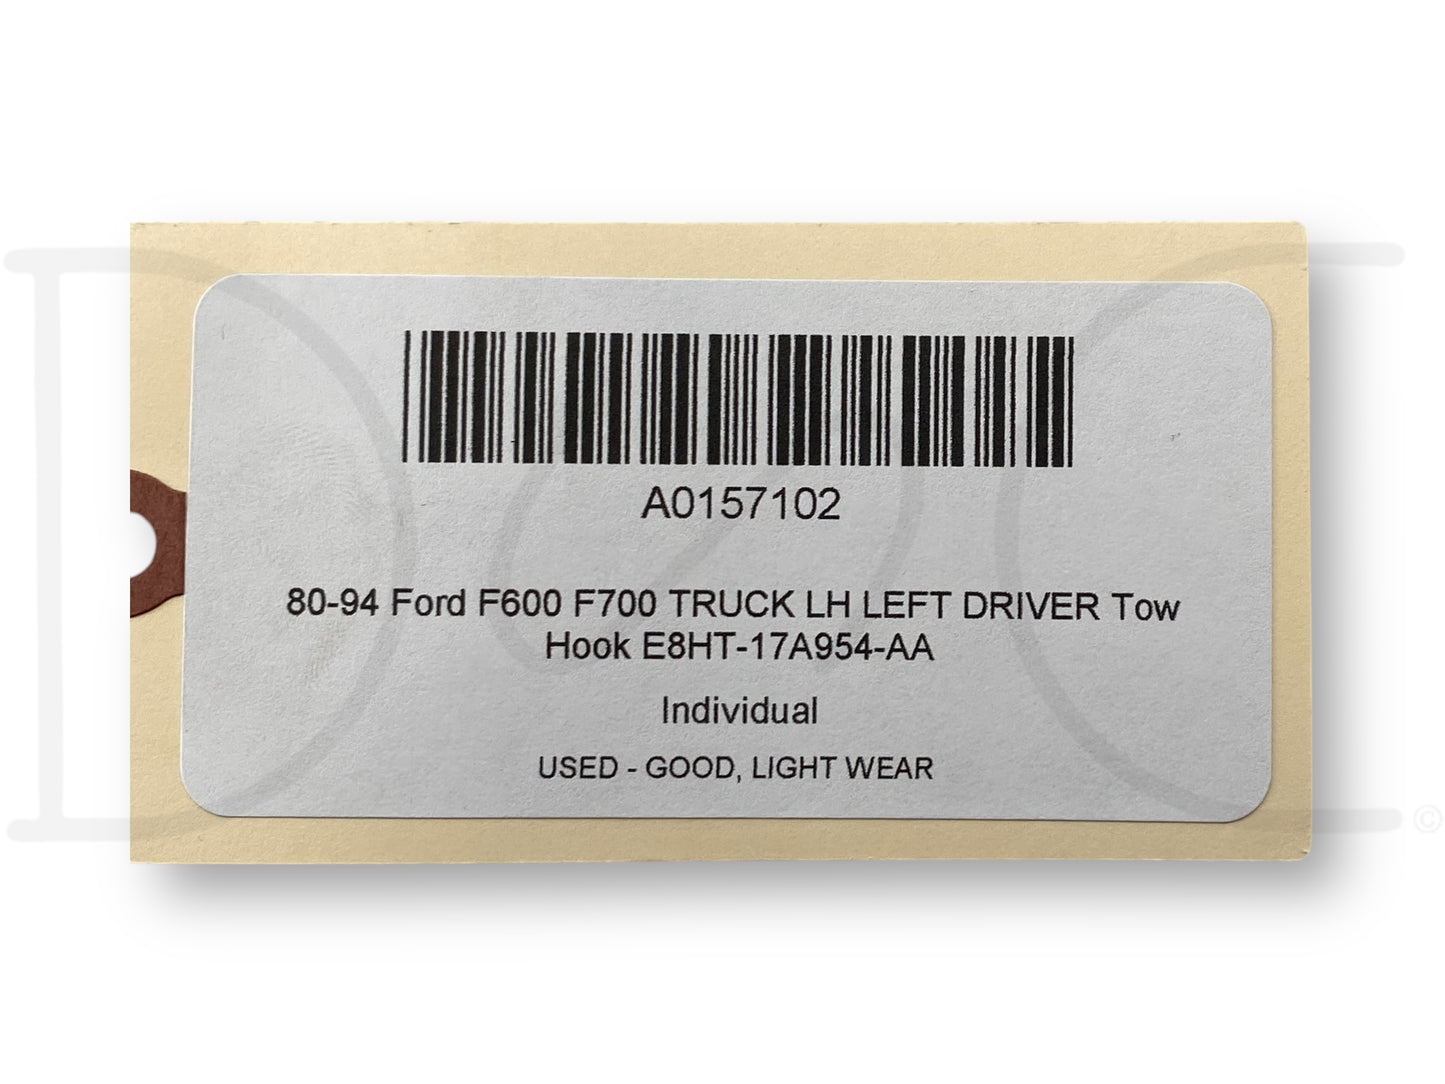 A0157102
80-94 Ford F600 F700 TRUCK LH LEFT DRIVER Tow
Hook E8HT-17A954-AA
Individual
USED - GOOD, LIGHT WEAR
©